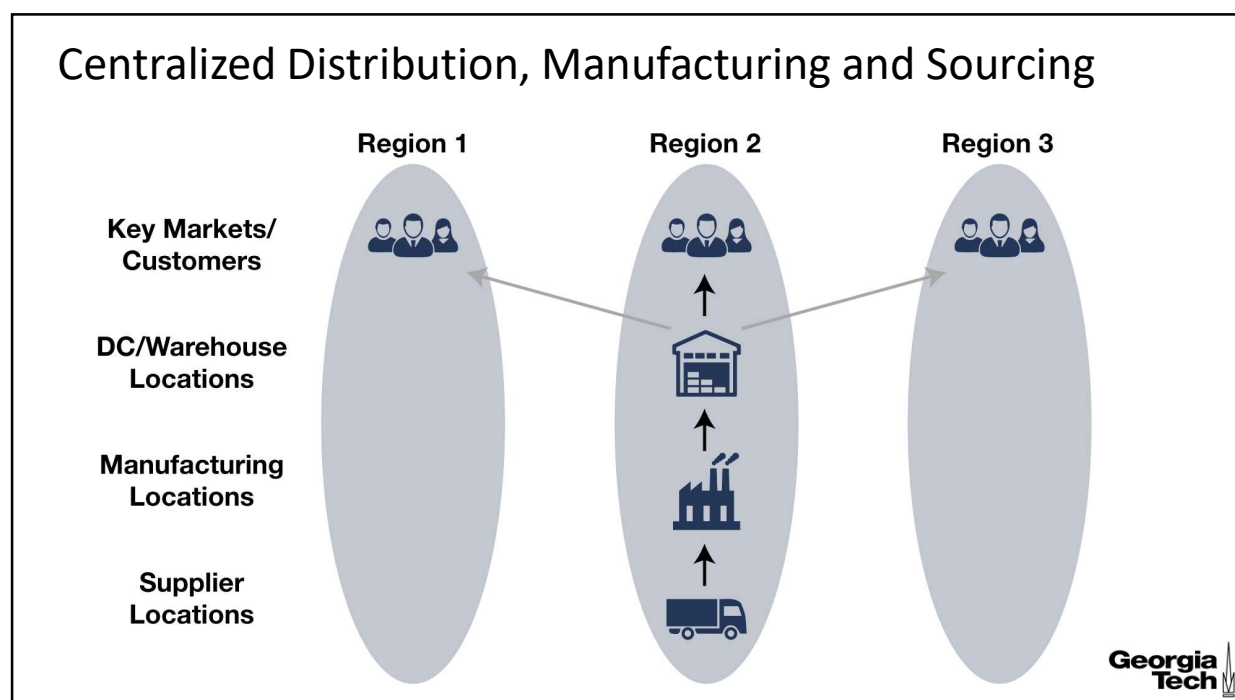 Centralized Distribution, Manufacturing and Sourcing
Region 1
Region 2
Region 3
Key Markets/
Customers
DC/Warehouse
Locations
Manufacturing
Locations
Supplier
Locations
Georgia
Tech